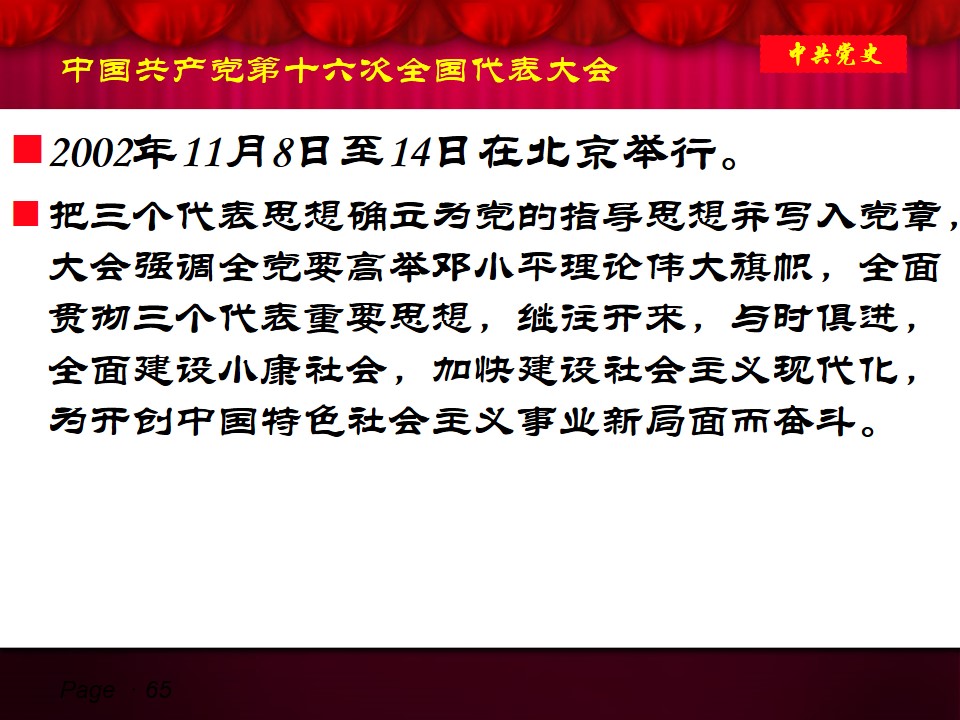 中国共产党第十六次全国代表大会
中共党史
2002年11月8日至14日在北京举行。
把三个代表思想确立为党的指导思想并写入党章，
大会强调全党要高举邓小平理论伟大旗帜，全面
贯彻三个代表重要思想，继往开来，与时俱进，
全面建设小康社会，加快建设社会主义现代化，
为开创中国特色社会主义事业新局面而奋斗。
Page 65